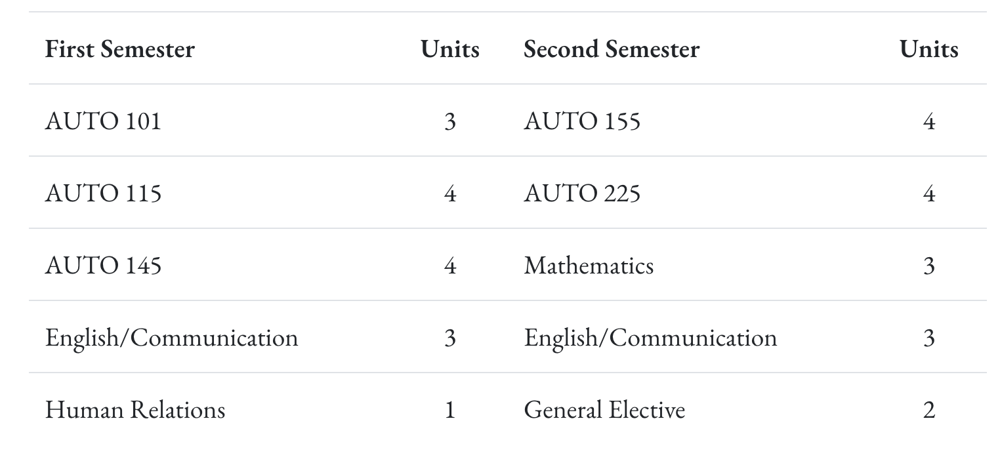 First Semester Units Second Semester Units
AUTO 101 3 AUTO 155 4
AUTO 115 4 AUTO 225 4
AUTO 145 4 Mathematics 3
English/Communication 3 English/Communication 3
Human Relations 1 General Elective 2